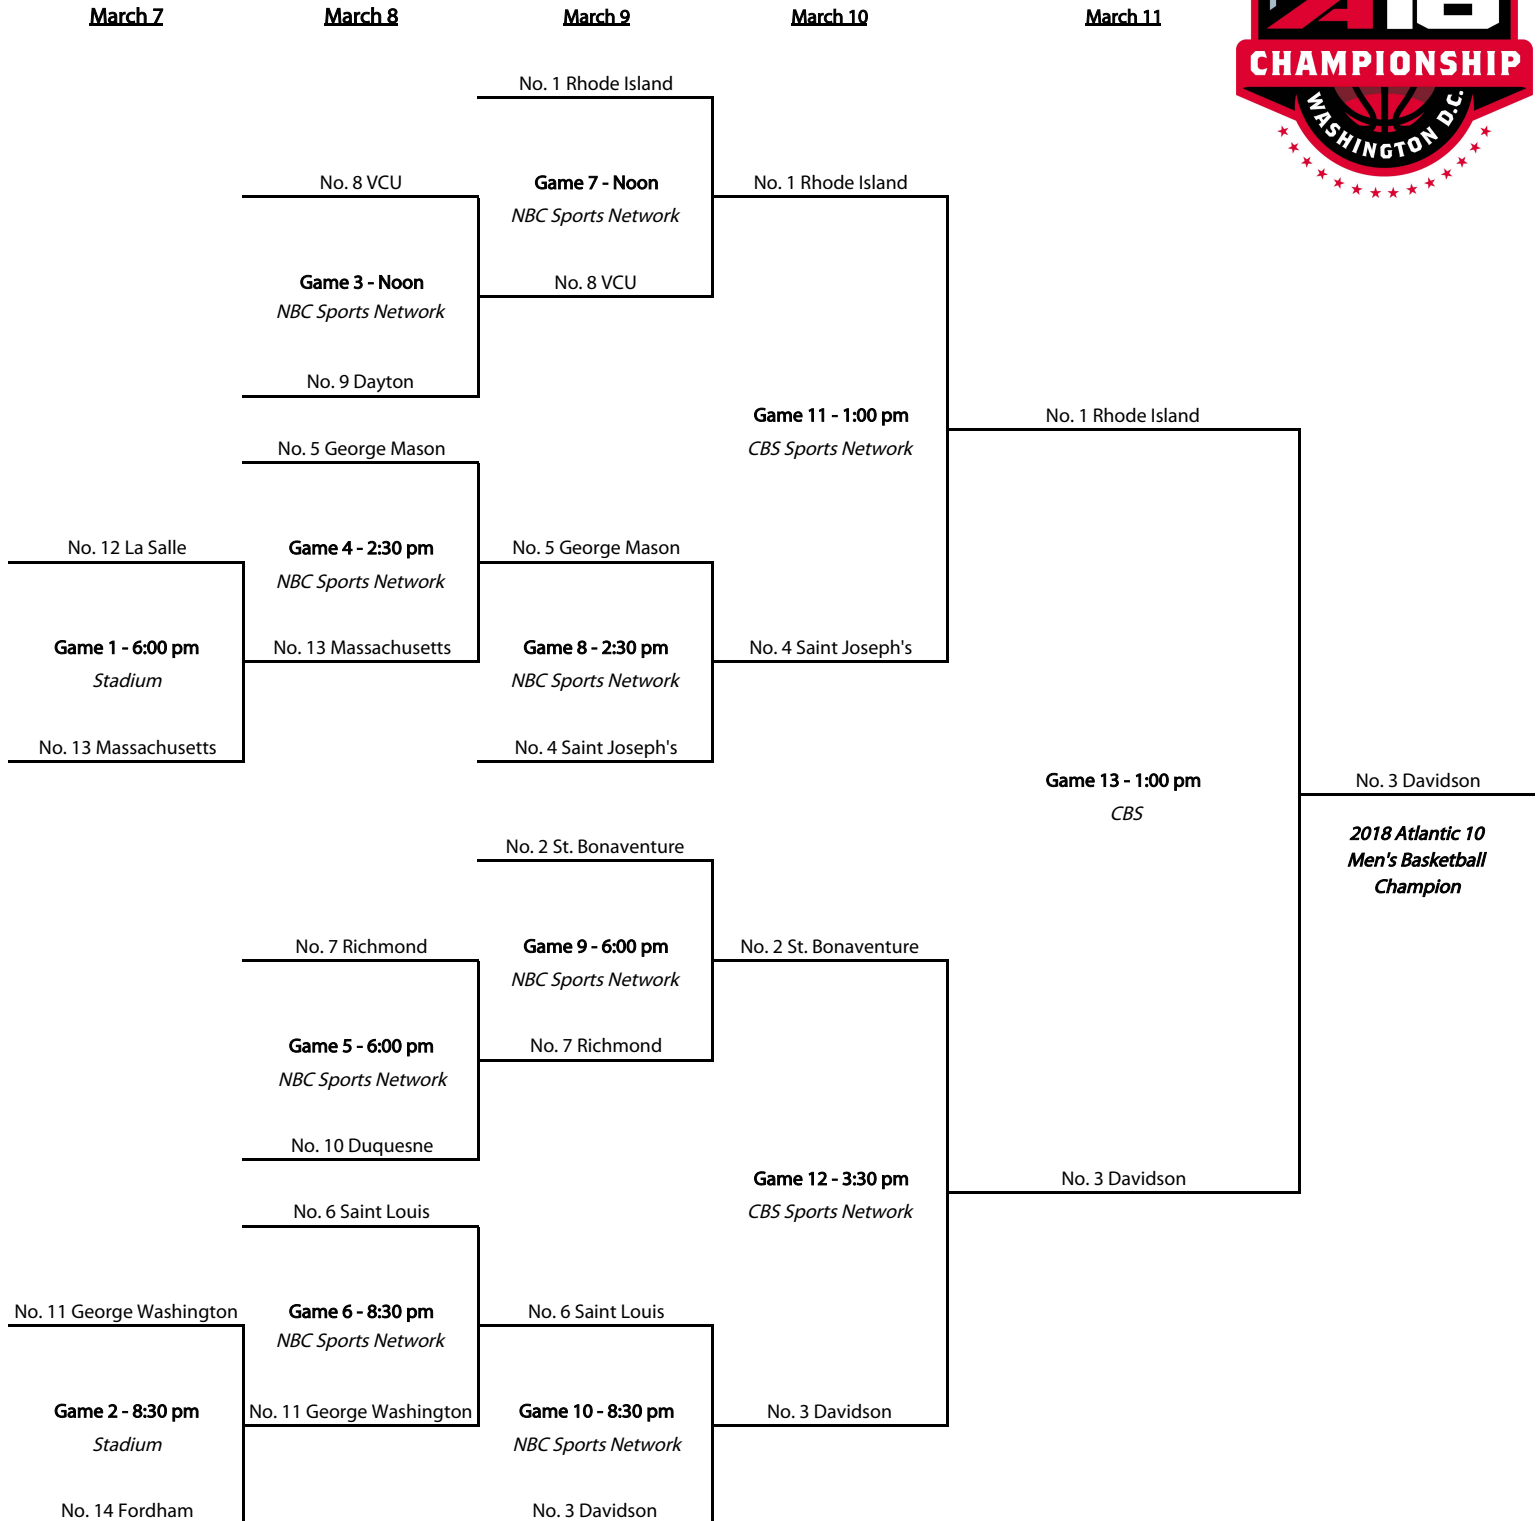 March 7
March 8
March 9
March 10
March 11
A18
CHAMPIONSHIP
WASHINGTON D.C.
No. 1 Rhode Island
No. 8 VCU
Game 7 - Noon
No. 1 Rhode Island
NBC Sports Network
Game 3 - Noon
No. 8 VCU
NBC Sports Network
No. 9 Dayton
Game 11 - 1:00 pm
No. 1 Rhode Island
No. 5 George Mason
CBS Sports Network
No. 12 La Salle
Game 4 - 2:30 pm
No. 5 George Mason
NBC Sports Network
Game 1 - 6:00 pm
No. 13 Massachusetts
Game 8 - 2:30 pm
No. 4 Saint Joseph's
Stadium
NBC Sports Network
No. 13 Massachusetts
No. 4 Saint Joseph's
Game 13 - 1:00 pm
No. 3 Davidson
CBS
2018 Atlantic 10
Men's Basketball
Champion
No. 2 St. Bonaventure
No. 7 Richmond
Game 9 - 6:00 pm
No. 2 St. Bonaventure
NBC Sports Network
Game 5 - 6:00 pm
No. 7 Richmond
NBC Sports Network
No. 10 Duquesne
Game 12 - 3:30 pm
No. 3 Davidson
No. 6 Saint Louis
CBS Sports Network
No. 11 George Washington
Game 6 - 8:30 pm
No. 6 Saint Louis
NBC Sports Network
Game 2 - 8:30 pm
No. 11 George Washington
Game 10 - 8:30 pm
No. 3 Davidson
Stadium
NBC Sports Network
No. 14 Fordham
No. 3 Davidson